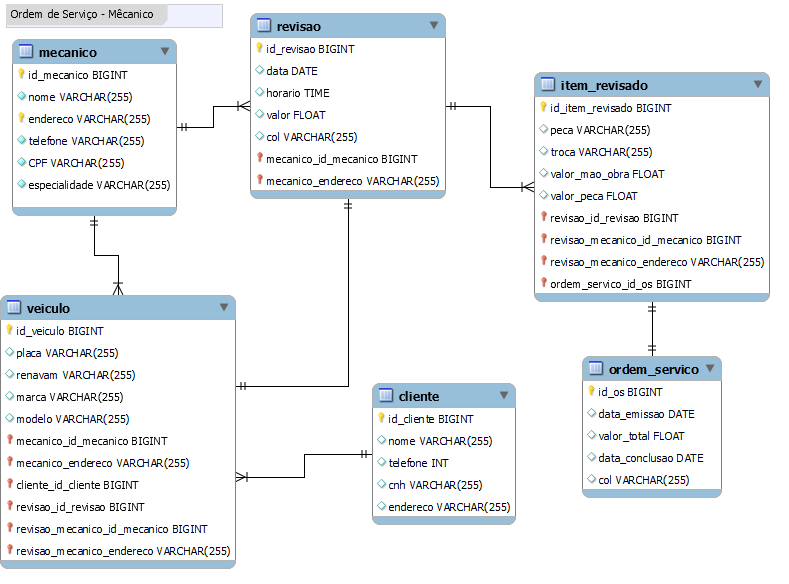 Ordem de Serviço - Mêcanico
mecanico
id_mecanico BIGINT
nome VARCHAR(255)
endereco VARCHAR(255)
telefone VARCHAR(255)
CPF VARCHAR(255)
especialidade VARCHAR(255)
revisao
id_revisao BIGINT
data DATE
horario TIME
valor FLOAT
col VARCHAR(255)
mecanico_id_mecanico BIGINT
mecanico_endereco VARCHAR(255)
item_revisado
id_item_revisado BIGINT
peca VARCHAR(255)
troca VARCHAR(255)
valor_mao_obra FLOAT
valor_peca FLOAT
revisao_id_revisao BIGINT
revisao_mecanico_id_mecanico BIGINT
revisao_mecanico_endereco VARCHAR(255)
ordem_servico_id_os BIGINT
veiculo
id_veiculo BIGINT
placa VARCHAR(255)
renavam VARCHAR(255)
marca VARCHAR(255)
modelo VARCHAR(255)
mecanico_id_mecanico BIGINT
mecanico_endereco VARCHAR(255)
cliente_id_cliente BIGINT
revisao_id_revisao BIGINT
revisao_mecanico_id_mecanico BIGINT
revisao_mecanico_endereco VARCHAR(255)
cliente
id_cliente BIGINT
nome VARCHAR(255)
telefone INT
cnh VARCHAR(255)
endereco VARCHAR(255)
ordem_servico
id_os BIGINT
data_emissao DATE
valor_total FLOAT
data_conclusao DATE
col VARCHAR(255)